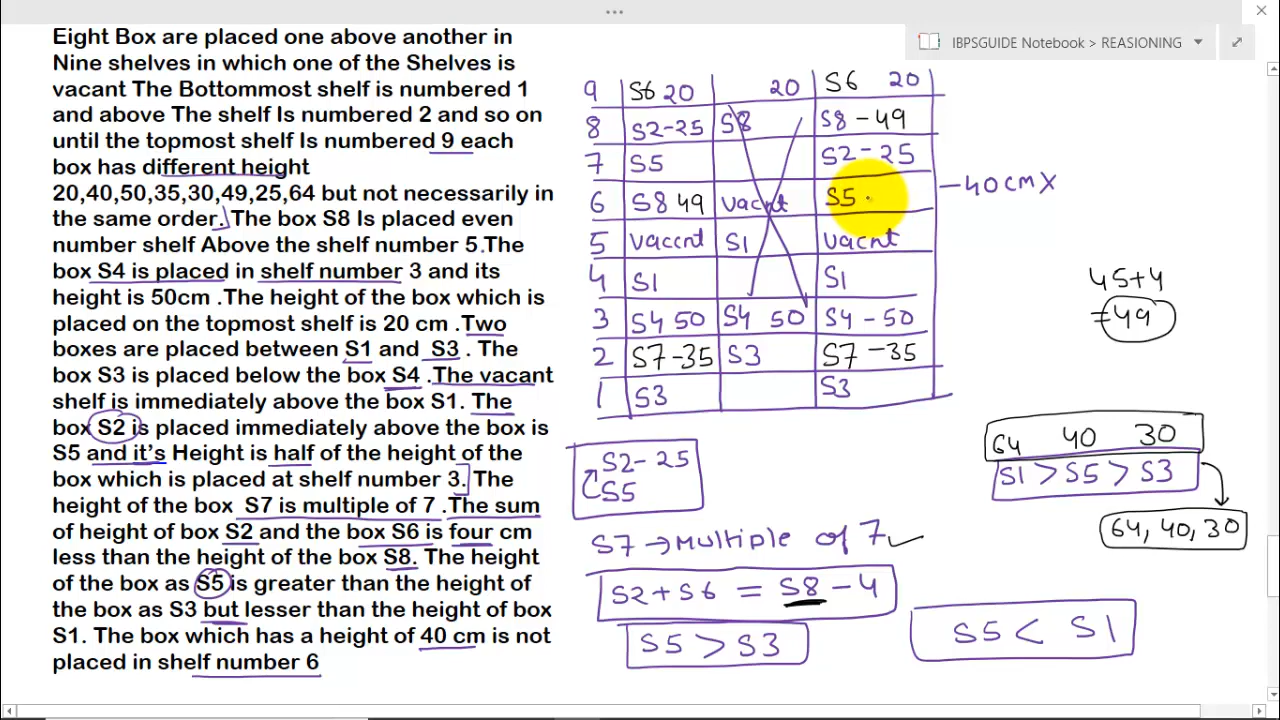 IBPSGUIDE Notebook > REASONING
Eight Box are placed one above another in
Nine shelves in which one of the Shelves is
vacant The Bottommost shelf is numbered 1
and above The shelf Is numbered 2 and so on
until the topmost shelf Is numbered 9 each
box has different height
20,40,50,35,30,49,25,64 but not necessarily in
the same order. The box S8 Is placed even
number shelf Above the shelf number 5.The
box S4 is placed in shelf number 3 and its
height is 50cm .The height of the box which is
placed on the topmost shelf is 20 cm .Two
boxes are placed between S1 and S3 . The
box S3 is placed below the box S4 .The vacant
shelf is immediately above the box S1. The
box S2 is placed immediately above the box is
S5 and it's Height is half of the height of the
box which is placed at shelf number 3. The
height of the box S7 is multiple of 7 .The sum
of height of box S2 and the box S6 is four cm
less than the height of the box S8. The height
of the box as S5 is greater than the height of
the box as S3 but lesser than the height of box
S1. The box which has a height of 40 cm is not
placed in shelf number 6
9 S6 20 20 S6 20
8 S2-25 S8 S8 - 49
7 S5 S2 - 25
6 S8 49 vacnt S5 -
5 vaccnt S1 vacnt
4 S1 S1
3 S4 50 S4 50 S4 - 50
2 S7-35 S3 S7 - 35
1 S3 S3
- 40cm X
45+4
= 49
S2 - 25
S5
64 40 30
S1 > S5 > S3
64, 40, 30
S7 → Multiple of 7 ✓
S2 + S6 = S8 - 4
S5 > S3
S5 < S1